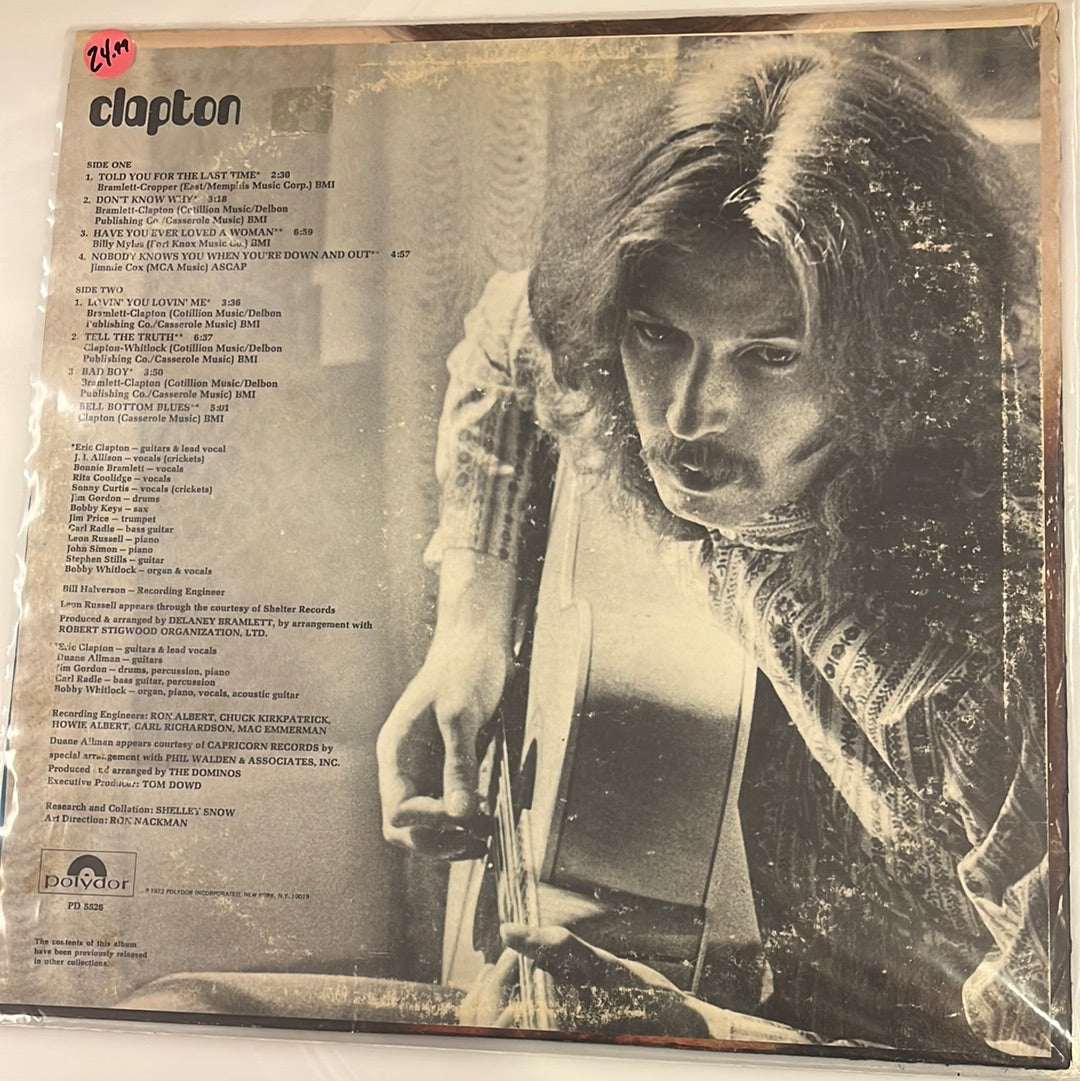 24.99
clapton
SIDE ONE
1. TOLD YOU FOR THE LAST TIME* 2:30
Bramlett-Cropper (East/Memphis Music Corp.) BMI
2. DON'T KNOW WHY* 3:18
Bramlett-Clapton (Cotillion Music/Delbon
Publishing Co./Casserole Music) BMI
3. HAVE YOU EVER LOVED A WOMAN** 6:59
Billy Myles (Fort Knox Music Co.) BMI
4. NOBODY KNOWS YOU WHEN YOU'RE DOWN AND OUT** 4:57
Jimmie Cox (MCA Music) ASCAP
SIDE TWO
1. LOVIN' YOU LOVIN' ME* 3:36
Bramlett-Clapton (Cotillion Music/Delbon
Publishing Co./Casserole Music) BMI
2. TELL THE TRUTH** 6:37
Clapton-Whitlock (Cotillion Music/Delbon
Publishing Co./Casserole Music) BMI
3 BAD BOY* 3:50
Bramlett-Clapton (Cotillion Music/Delbon
Publishing Co./Casserole Music) BMI
BELL BOTTOM BLUES** 5:01
Clapton (Casserole Music) BMI
*Eric Clapton — guitars & lead vocal
J. I. Allison — vocals (crickets)
Bonnie Bramlett — vocals
Rita Coolidge — vocals
Sonny Curtis — vocals (crickets)
Jim Gordon — drums
Bobby Keys — sax
Jim Price — trumpet
Carl Radle — bass guitar
Leon Russell — piano
John Simon — piano
Stephen Stills — guitar
Bobby Whitlock — organ & vocals
Bill Halverson — Recording Engineer
Leon Russell appears through the courtesy of Shelter Records
Produced & arranged by DELANEY BRAMLETT, by arrangement with
ROBERT STIGWOOD ORGANIZATION, LTD.
**Eric Clapton — guitars & lead vocals
Duane Allman — guitars
Jim Gordon — drums, percussion, piano
Carl Radle — bass guitar, percussion
Bobby Whitlock — organ, piano, vocals, acoustic guitar
Recording Engineers: RON ALBERT, CHUCK KIRKPATRICK,
HOWIE ALBERT, CARL RICHARDSON, MAC EMMERMAN
Duane Allman appears courtesy of CAPRICORN RECORDS by
special arrangement with PHIL WALDEN & ASSOCIATES, INC.
Produced and arranged by THE DOMINOS
Executive Producer: TOM DOWD
Research and Collation: SHELLEY SNOW
Art Direction: RON NACKMAN
polydor
℗ 1973 POLYDOR INCORPORATED, NEW YORK, N.Y. 10019
PD 5526
The contents of this album
have been previously released
in other collections.